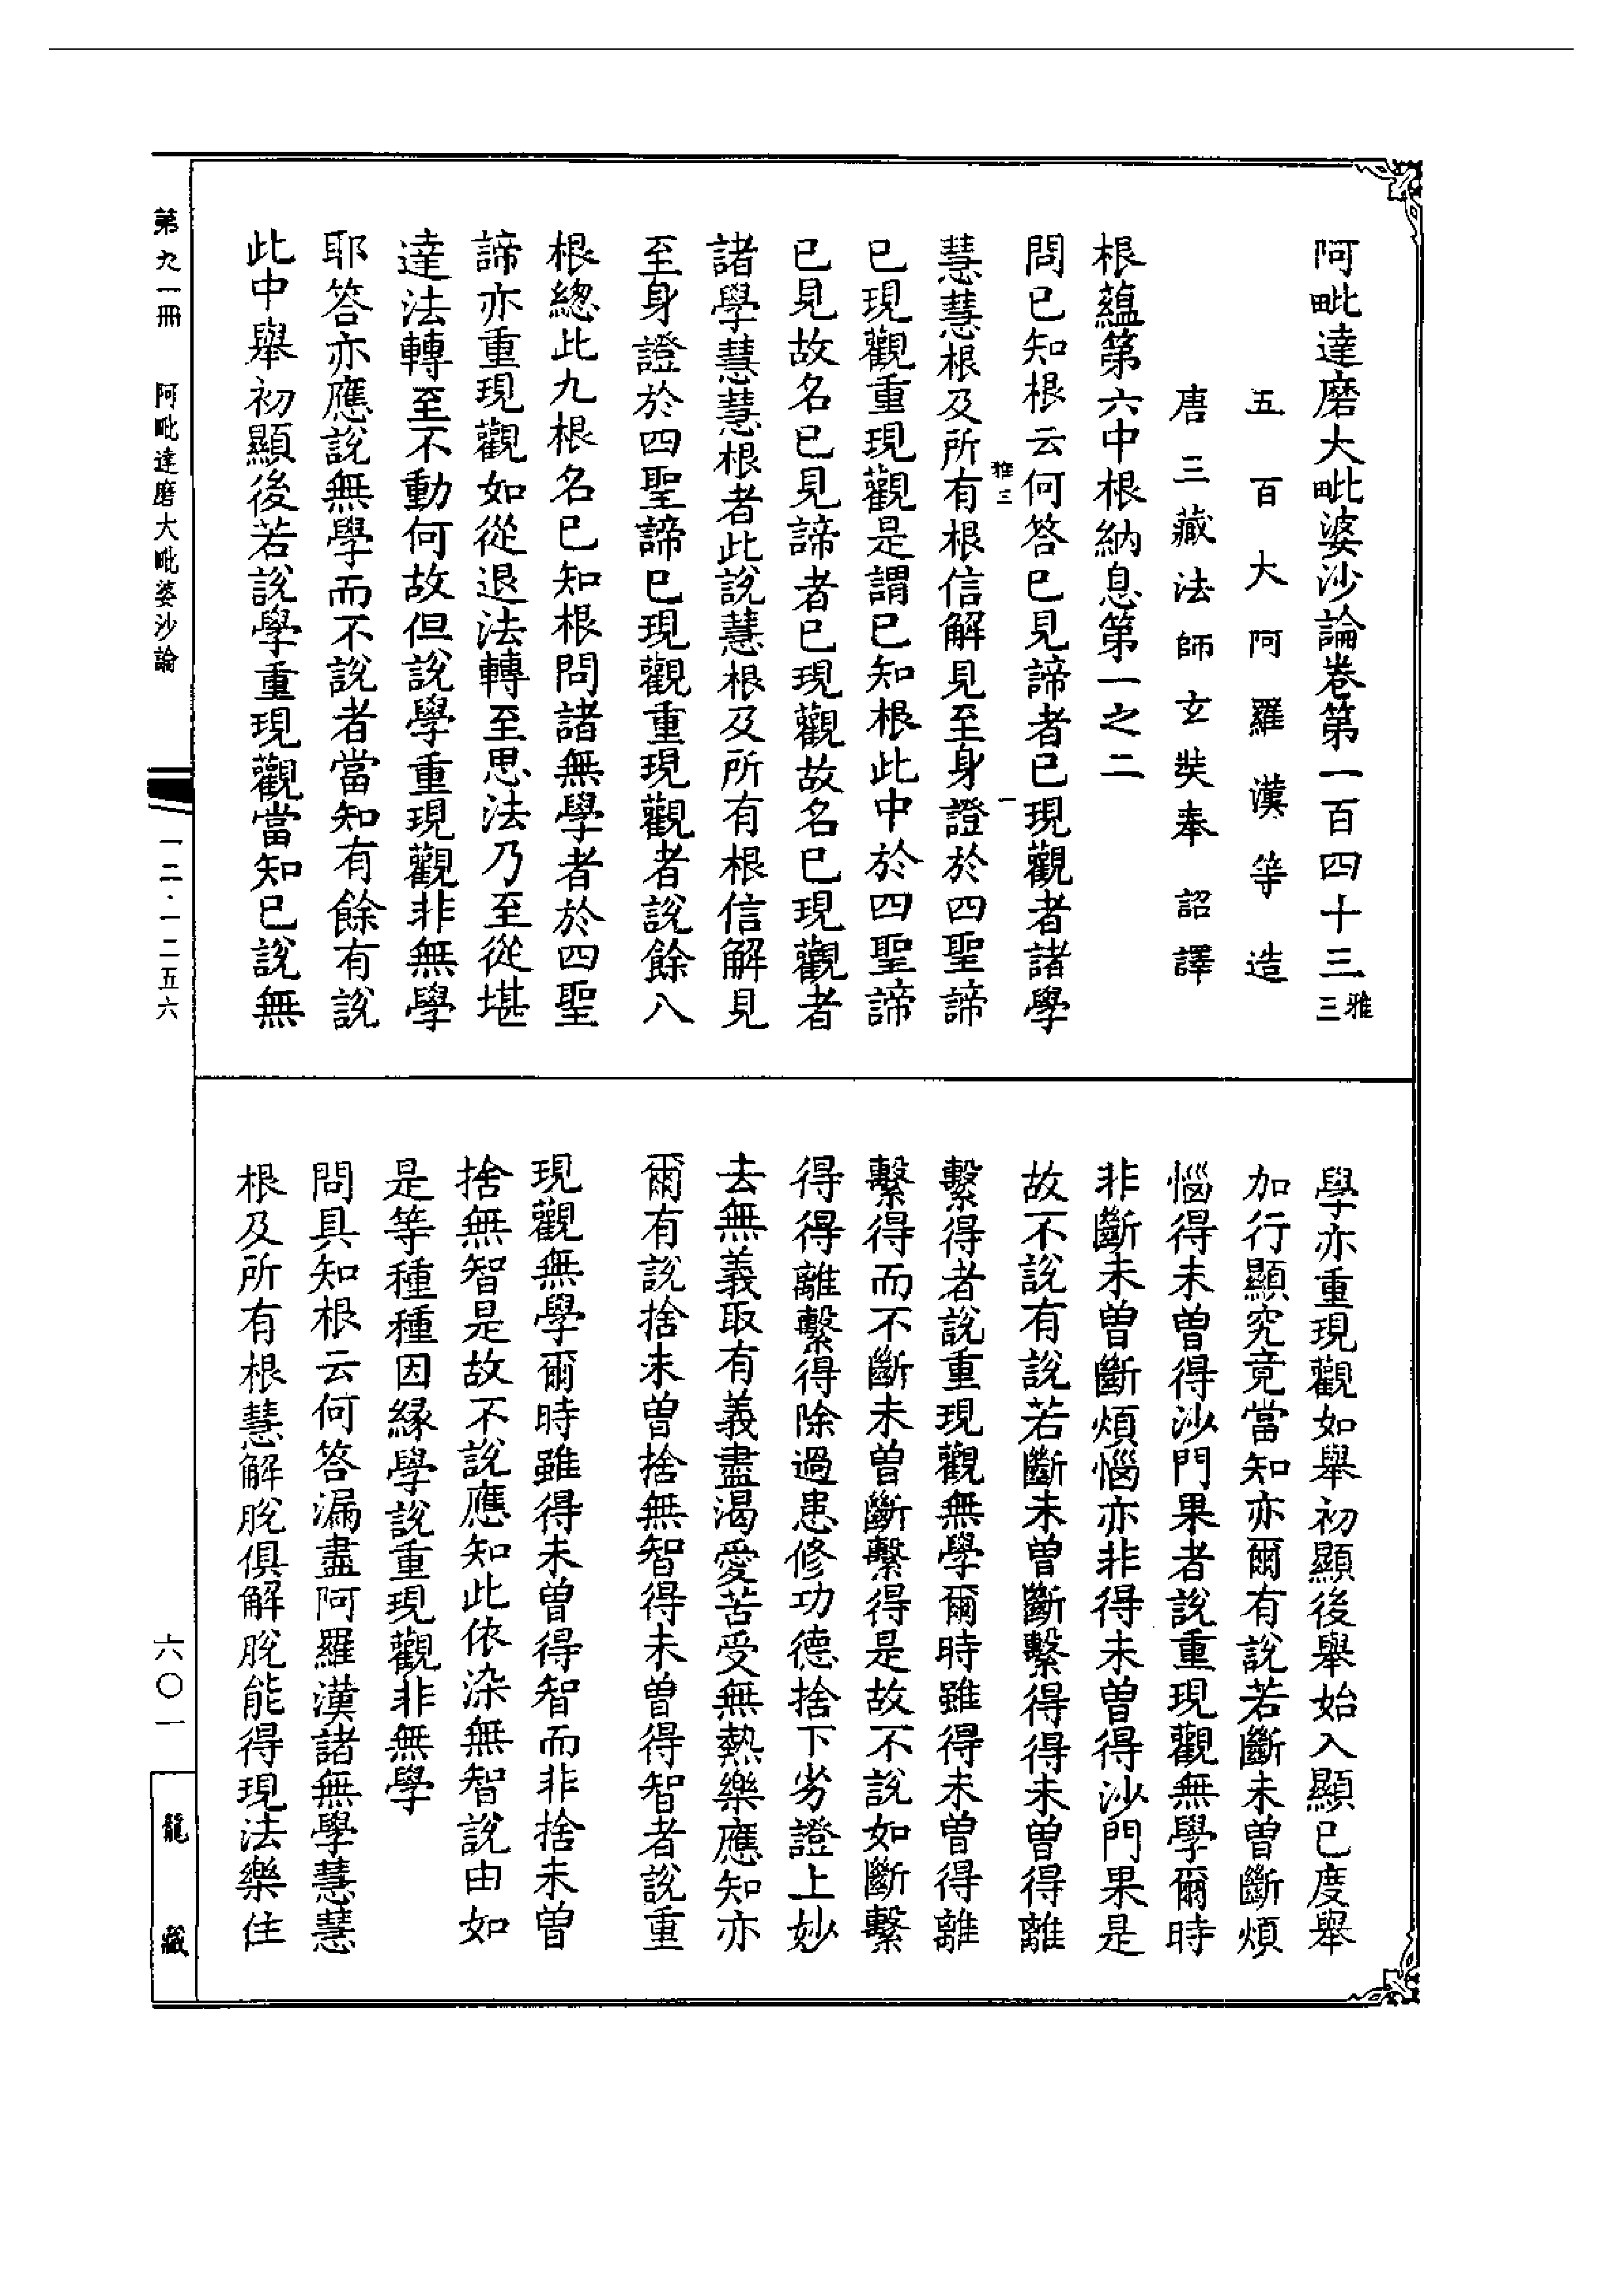 阿毗達磨大毗婆沙論卷第一百四十三 雅三
五百大阿羅漢等造
唐三藏法師玄奘奉 詔譯
根蘊第六中根納息第一之二
問已知根云何答已見諦者已現觀者諸學
雅三 一
慧慧根及所有根信解見至身證於四聖諦
已現觀重現觀是謂已知根此中於四聖諦
已見故名已見諦者已現觀故名已現觀者
諸學慧慧根者此說慧根及所有根信解見
至身證於四聖諦已現觀重現觀者說餘八
根總此九根名已知根問諸無學者於四聖
諦亦重現觀如從退法轉至思法乃至從堪
達法轉至不動何故但說學重現觀非無學
耶答亦應說無學而不說者當知有餘有說
此中舉初顯後若說學重現觀當知已說無
學亦重現觀如舉初顯後舉始入顯已度舉
加行顯究竟當知亦爾有說若斷未曾斷煩
惱得未曾得沙門果者說重現觀無學爾時
非斷未曾斷煩惱亦非得未曾得沙門果是
故不說有說若斷未曾斷繫得得未曾得離
繫得者說重現觀無學爾時雖得未曾得離
繫得而不斷未曾斷繫得是故不說如斷繫
得得離繫得除過患修功德捨下劣證上妙
去無義取有義盡渴愛苦受無熱樂應知亦
爾有說捨未曾捨無智得未曾得智者說重
現觀無學爾時雖得未曾得智而非捨未曾
捨無智是故不說應知此依染無智說由如
是等種種因緣學說重現觀非無學
問具知根云何答漏盡阿羅漢諸無學慧慧
根及所有根慧解脫俱解脫能得現法樂住
第九一冊 阿毗達磨大毗婆沙論
一二·一二五六
六〇一
龍藏